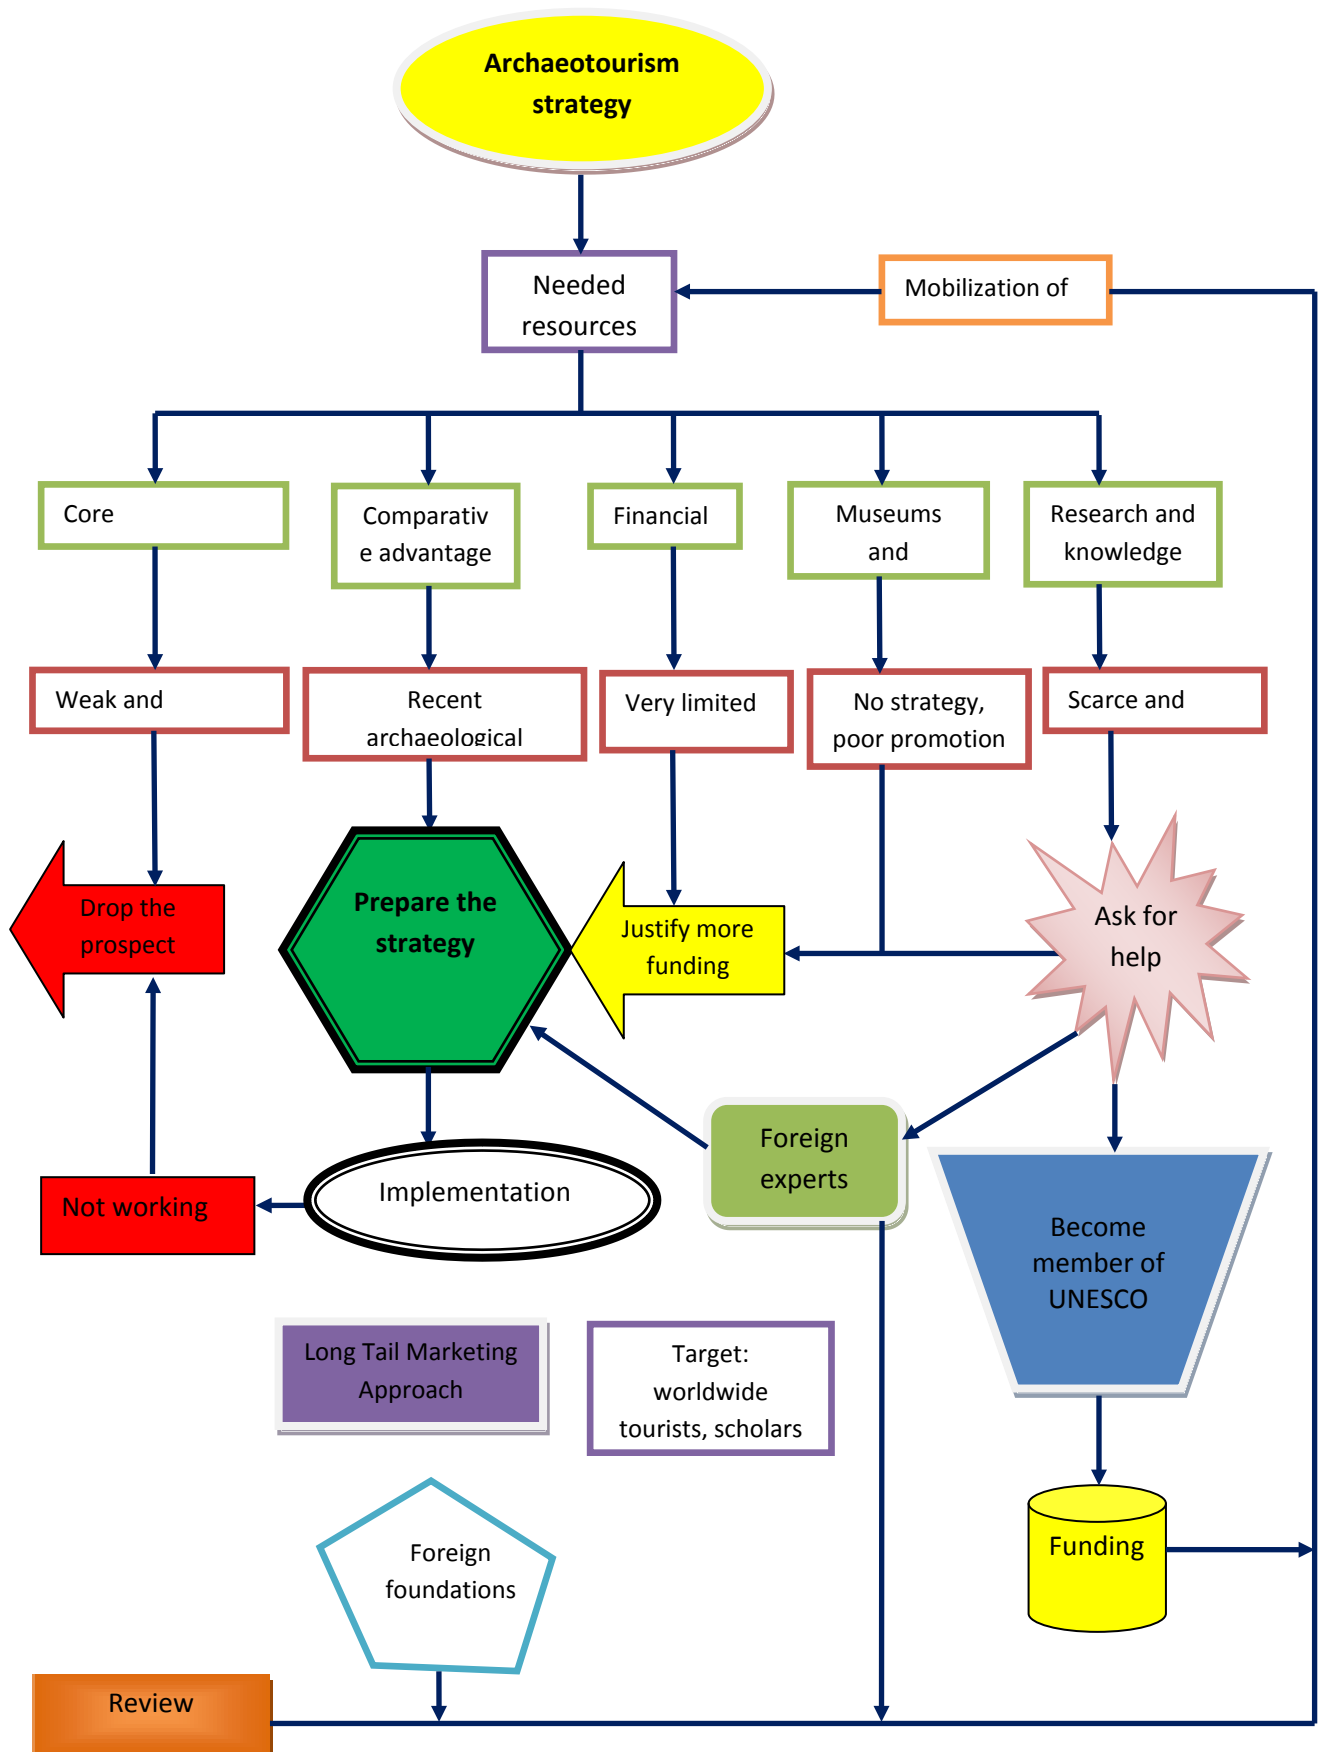 Archaeotourism
strategy
Needed
resources
Mobilization of
Core
Comparativ
e advantage
Financial
Museums
and
Research and
knowledge
Weak and
Recent
archaeological
Very limited
No strategy,
poor promotion
Scarce and
Drop the
prospect
Prepare the
strategy
Justify more
funding
Ask for
help
Foreign
experts
Not working
Implementation
Become
member of
UNESCO
Long Tail Marketing
Approach
Target:
worldwide
tourists, scholars
Funding
Foreign
foundations
Review